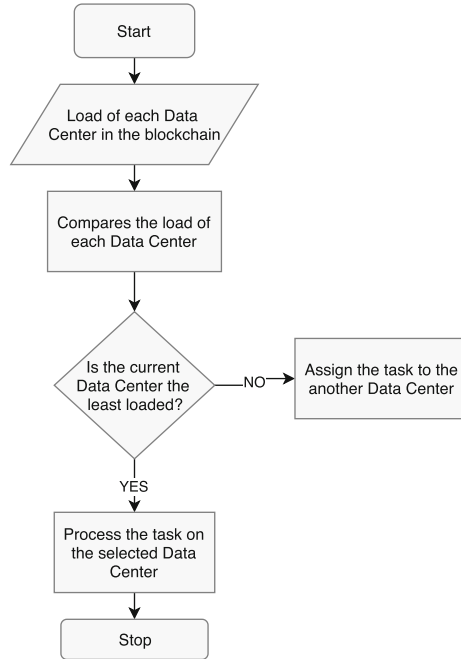 Start
Load of each Data
Center in the blockchain
Compares the load of
each Data Center
Is the current
Data Center the
least loaded?
NO
Assign the task to the
another Data Center
YES
Process the task on
the selected Data
Center
Stop